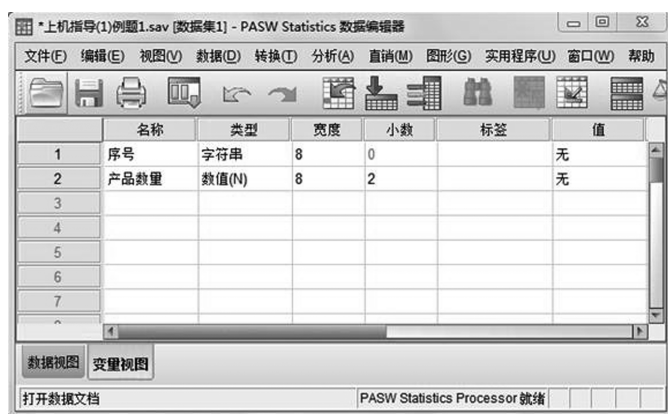 *上机指导(1)例题1.sav [数据集1] - PASW Statistics 数据编辑器
文件(F) 编辑(E) 视图(V) 数据(D) 转换(T) 分析(A) 直销(M) 图形(G) 实用程序(U) 窗口(W) 帮助
名称 类型 宽度 小数 标签 值
1 序号 字符串 8 0 无
2 产品数量 数值(N) 8 2 无
3
4
5
6
7
数据视图 变量视图
打开数据文档 PASW Statistics Processor 就绪